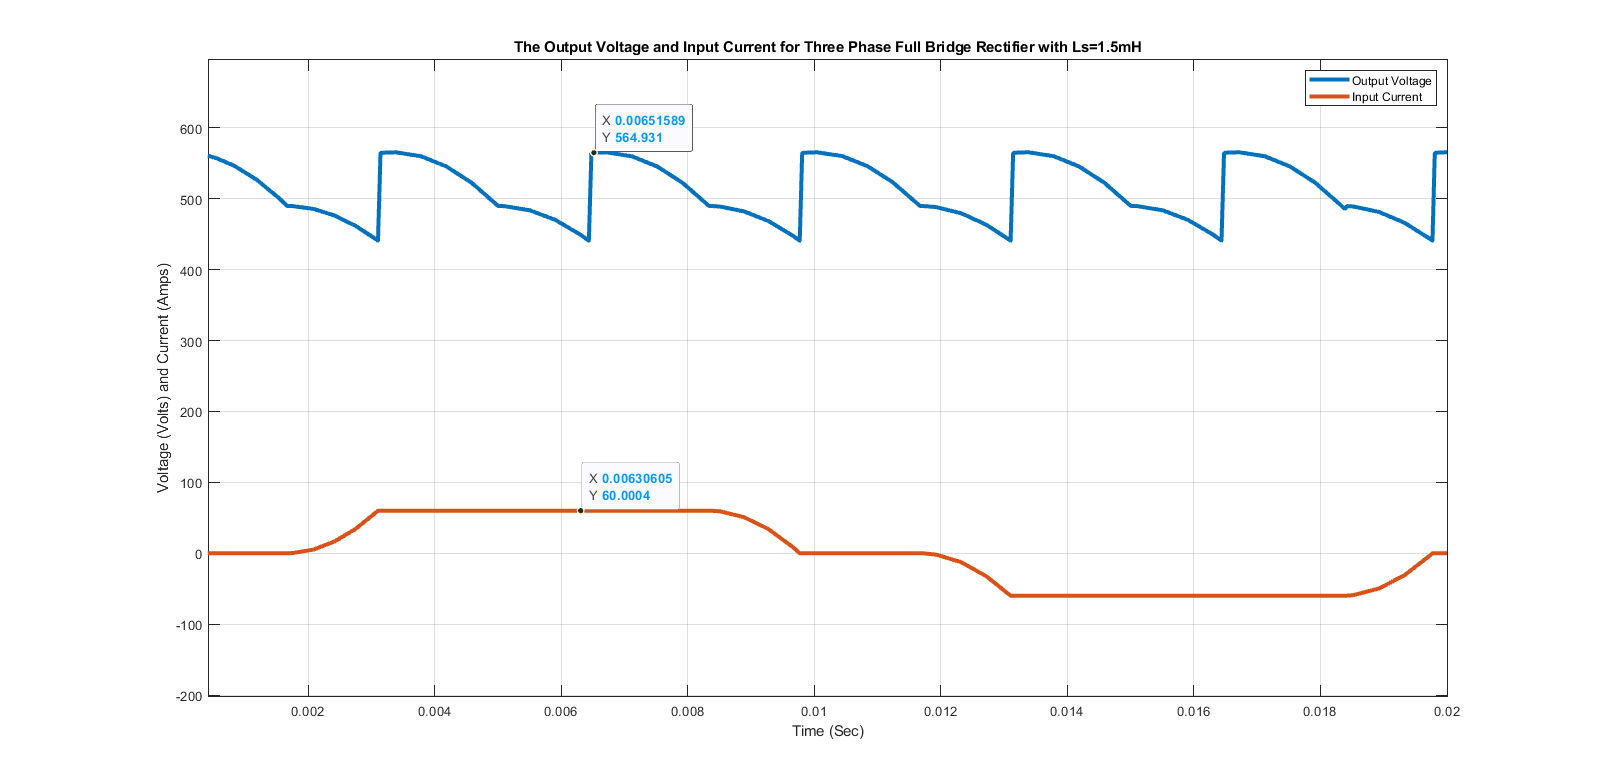 The Output Voltage and Input Current for Three Phase Full Bridge Rectifier with Ls=1.5mH
Output Voltage
Input Current
X 0.00651589
Y 564.931
X 0.00630605
Y 60.0004
Voltage (Volts) and Current (Amps)
600
500
400
300
200
100
0
-100
-200
0.002 0.004 0.006 0.008 0.01 0.012 0.014 0.016 0.018 0.02
Time (Sec)